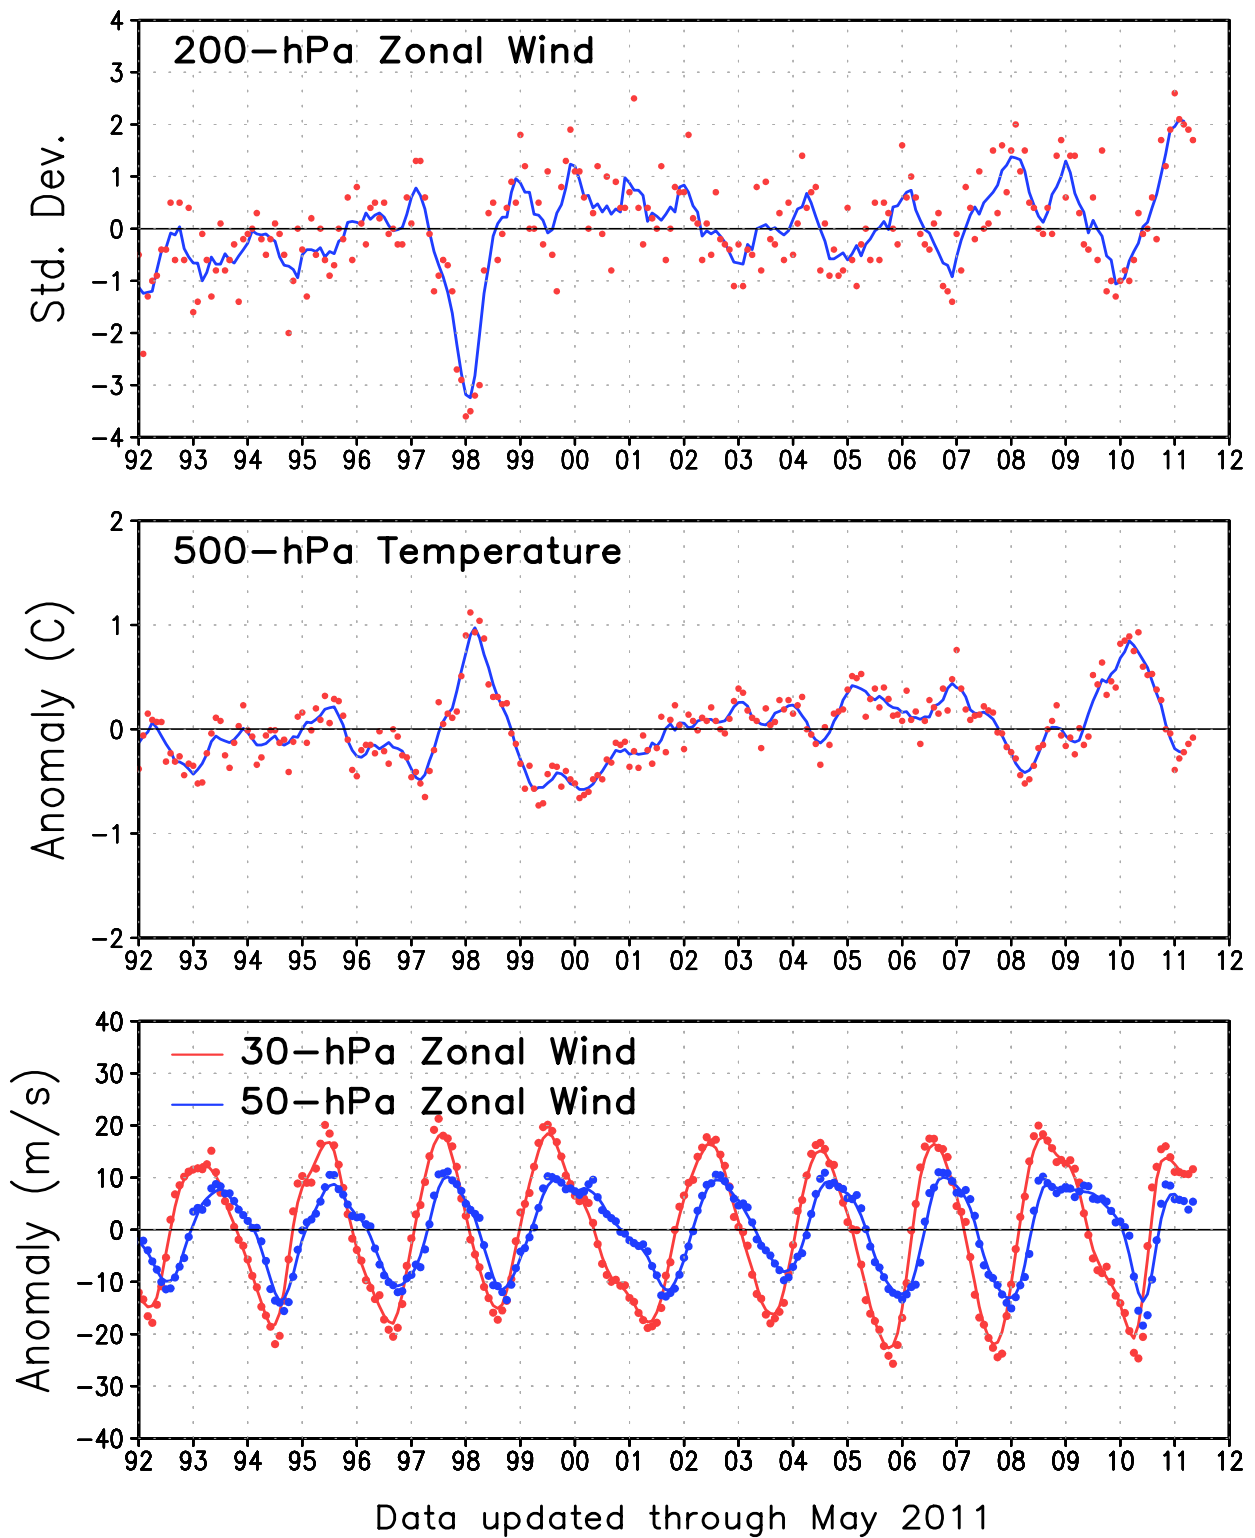 200-hPa Zonal Wind
Std. Dev.
4
3
2
1
0
-1
-2
-3
-4
92 93 94 95 96 97 98 99 00 01 02 03 04 05 06 07 08 09 10 11 12
500-hPa Temperature
Anomaly (C)
2
1
0
-1
-2
92 93 94 95 96 97 98 99 00 01 02 03 04 05 06 07 08 09 10 11 12
30-hPa Zonal Wind
50-hPa Zonal Wind
Anomaly (m/s)
40
30
20
10
0
-10
-20
-30
-40
92 93 94 95 96 97 98 99 00 01 02 03 04 05 06 07 08 09 10 11 12
Data updated through May 2011